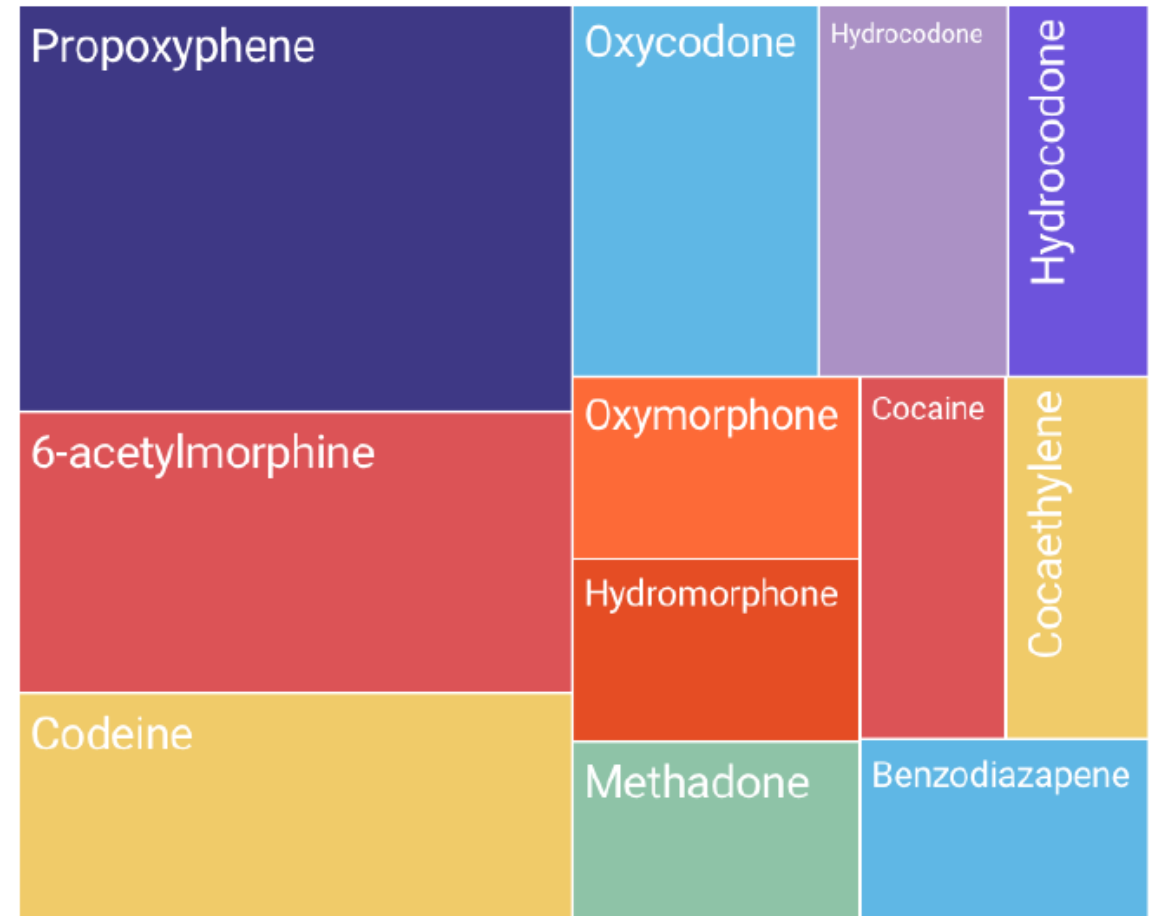 Propoxyphene
Oxycodone
Hydrocodone
Hydrocodone
6-acetylmorphine
Oxymorphone
Cocaine
Cocaethylene
Hydromorphone
Codeine
Methadone
Benzodiazapene